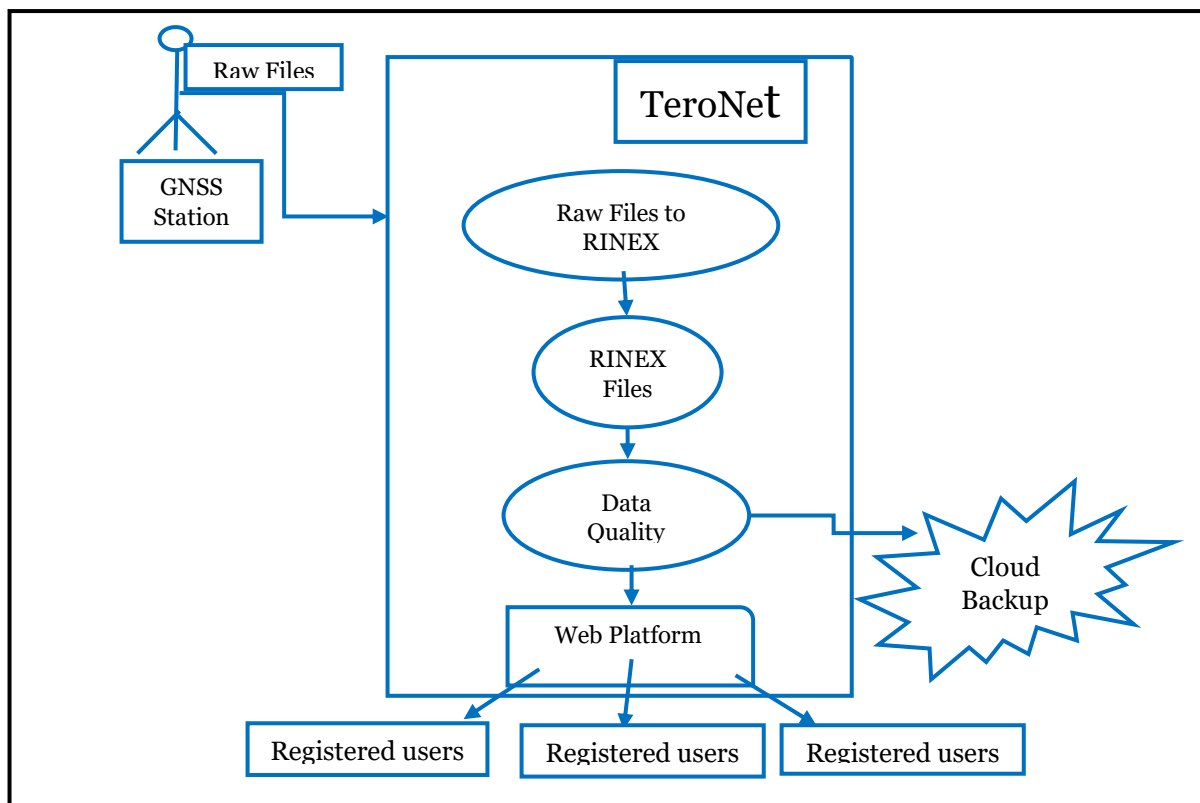 Raw Files
TeroNet
GNSS
Station
Raw Files to
RINEX
RINEX
Files
Data
Quality
Cloud
Backup
Web Platform
Registered users
Registered users
Registered users